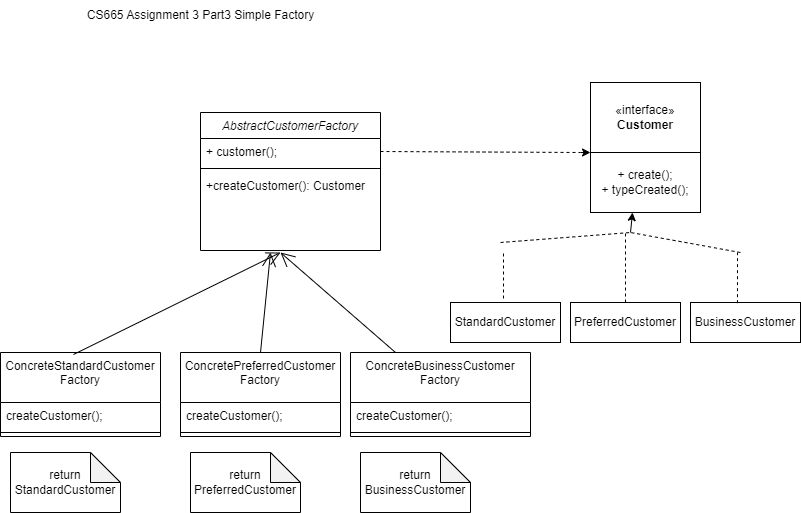 CS665 Assignment 3 Part3 Simple Factory
«interface»
Customer
+ create();
+ typeCreated();
AbstractCustomerFactory
+ customer();
+createCustomer(): Customer
StandardCustomer
PreferredCustomer
BusinessCustomer
ConcreteStandardCustomer
Factory
createCustomer();
ConcretePreferredCustomer
Factory
createCustomer();
ConcreteBusinessCustomer
Factory
createCustomer();
return
StandardCustomer
return
PreferredCustomer
return
BusinessCustomer